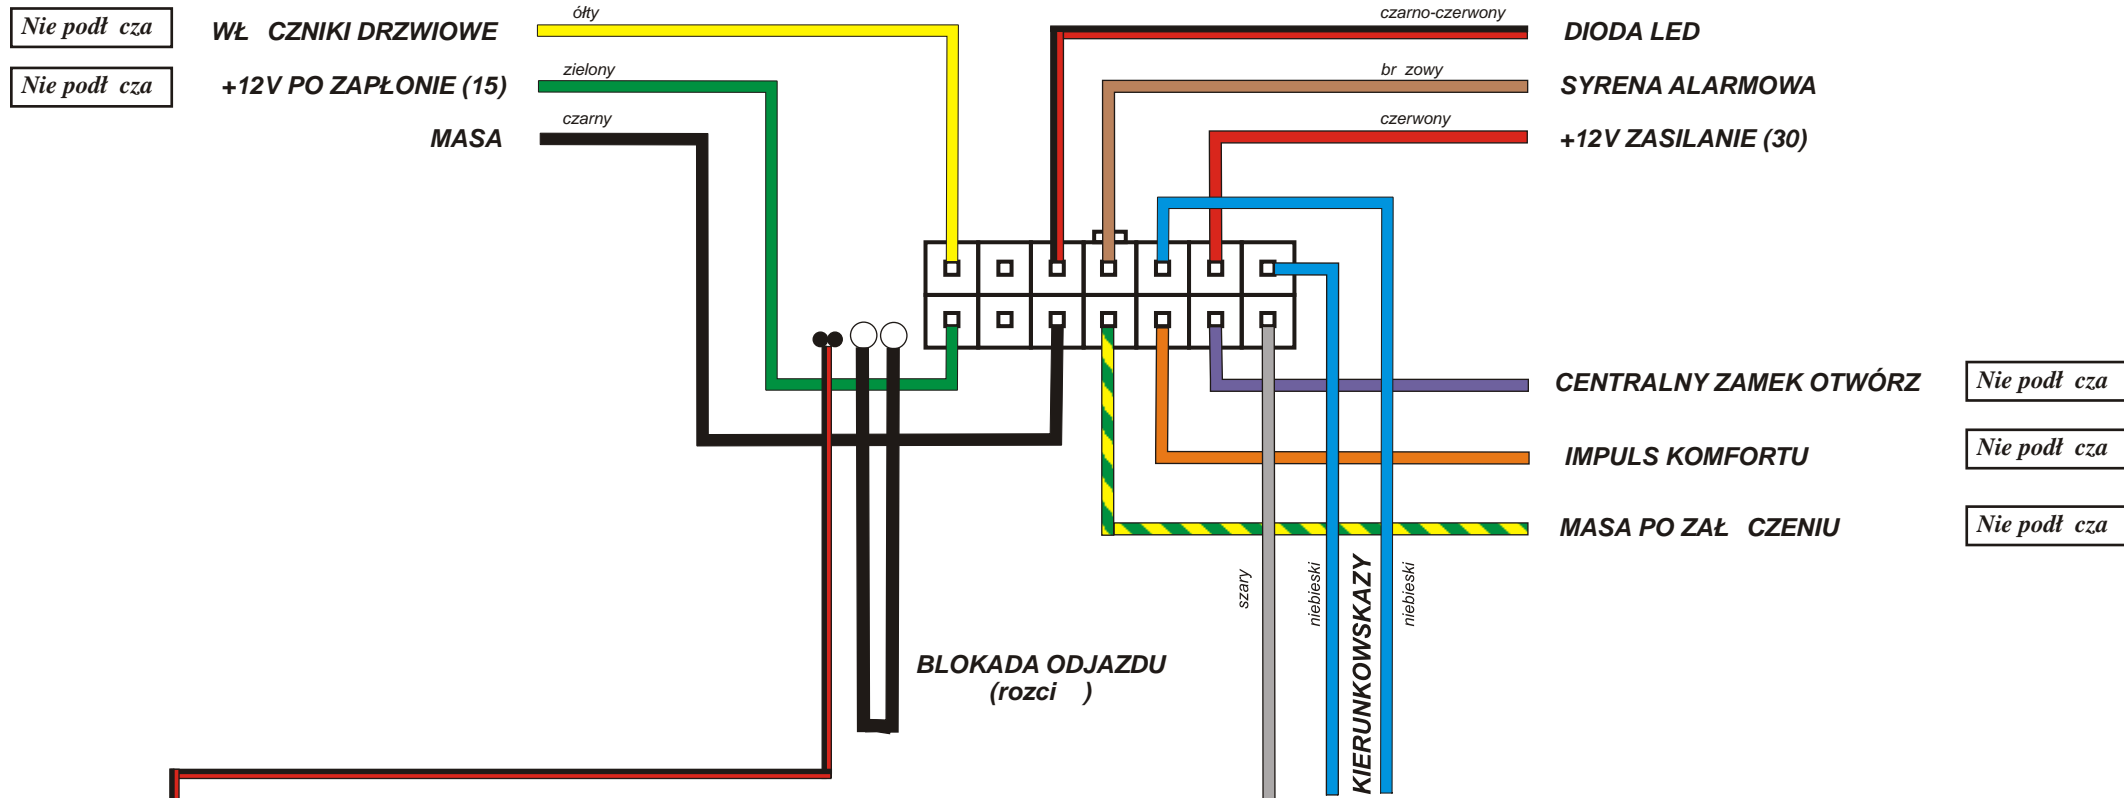 Nie podł cza
WŁ CZNIKI DRZWIOWE
ółty
czarno-czerwony
DIODA LED
Nie podł cza
+12V PO ZAPŁONIE (15)
zielony
br zowy
SYRENA ALARMOWA
MASA
czarny
czerwony
+12V ZASILANIE (30)
CENTRALNY ZAMEK OTWÓRZ
Nie podł cza
IMPULS KOMFORTU
Nie podł cza
MASA PO ZAŁ CZENIU
Nie podł cza
szary
niebieski
KIERUNKOWSKAZY
niebieski
BLOKADA ODJAZDU
(rozci )